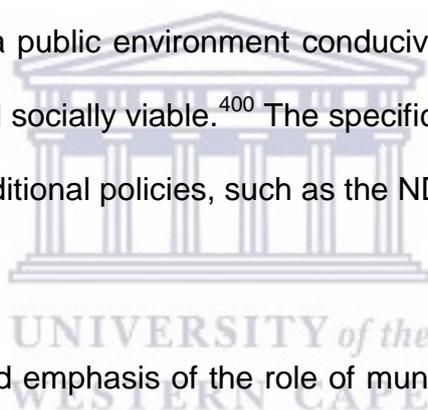 a public environment conduciv
l socially viable.400 The specific
ditional policies, such as the ND
UNIVERSITY of the
d emphasis of the role of mun
WESTERN CAPE